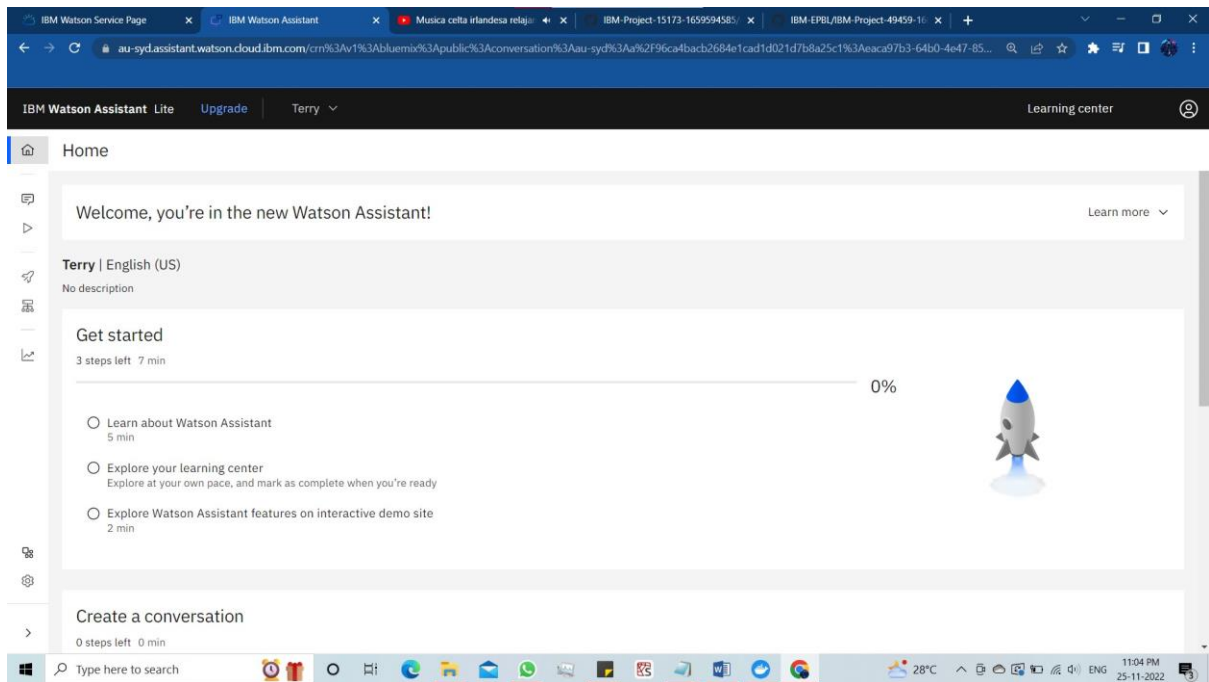 IBM Watson Service Page
IBM Watson Assistant
Musica celta irlandesa relajan
IBM-Project-15173-1659594585/
IBM-EPBL/IBM-Project-49459-16
au-syd.assistant.watson.cloud.ibm.com/crn%3Av1%3Abluemix%3Apublic%3Aconversation%3Aau-syd%3Aa%2F96ca4bacb2684e1cad1d021d7b8a25c1%3Aeaca97b3-64b0-4e47-85...
IBM Watson Assistant Lite Upgrade Terry Learning center
Home
Welcome, you're in the new Watson Assistant!
Learn more
Terry | English (US)
No description
Get started
3 steps left 7 min
0%
Learn about Watson Assistant
5 min
Explore your learning center
Explore at your own pace, and mark as complete when you're ready
Explore Watson Assistant features on interactive demo site
2 min
Create a conversation
0 steps left 0 min
Type here to search
28°C
ENG
11:04 PM
25-11-2022